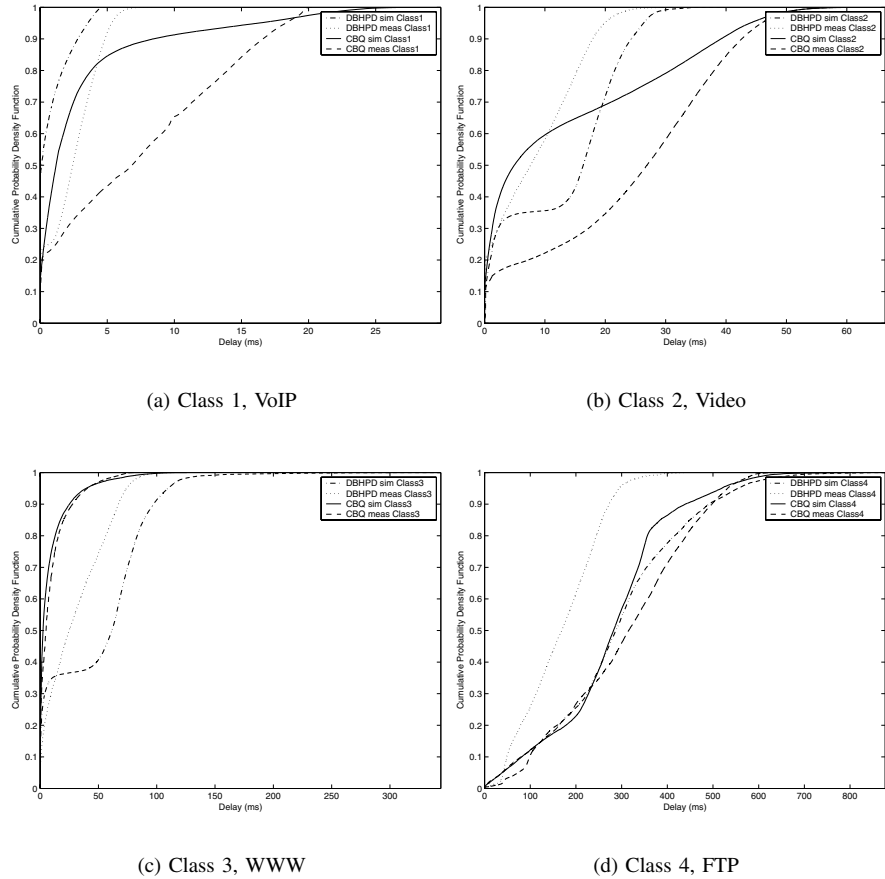 1
0.9
0.8
0.7
0.6
0.5
0.4
0.3
0.2
0.1
0
Cumulative Probability Density Function
DBHPD sim Class1
DBHPD meas Class1
CBQ sim Class1
CBQ meas Class1
0 5 10 15 20 25
Delay (ms)
(a) Class 1, VoIP
1
0.9
0.8
0.7
0.6
0.5
0.4
0.3
0.2
0.1
0
Cumulative Probability Density Function
DBHPD sim Class2
DBHPD meas Class2
CBQ sim Class2
CBQ meas Class2
0 10 20 30 40 50 60
Delay (ms)
(b) Class 2, Video
1
0.9
0.8
0.7
0.6
0.5
0.4
0.3
0.2
0.1
0
Cumulative Probability Density Function
DBHPD sim Class3
DBHPD meas Class3
CBQ sim Class3
CBQ meas Class3
0 50 100 150 200 250 300
Delay (ms)
(c) Class 3, WWW
1
0.9
0.8
0.7
0.6
0.5
0.4
0.3
0.2
0.1
0
Cumulative Probability Density Function
DBHPD sim Class4
DBHPD meas Class4
CBQ sim Class4
CBQ meas Class4
0 100 200 300 400 500 600 700 800
Delay (ms)
(d) Class 4, FTP